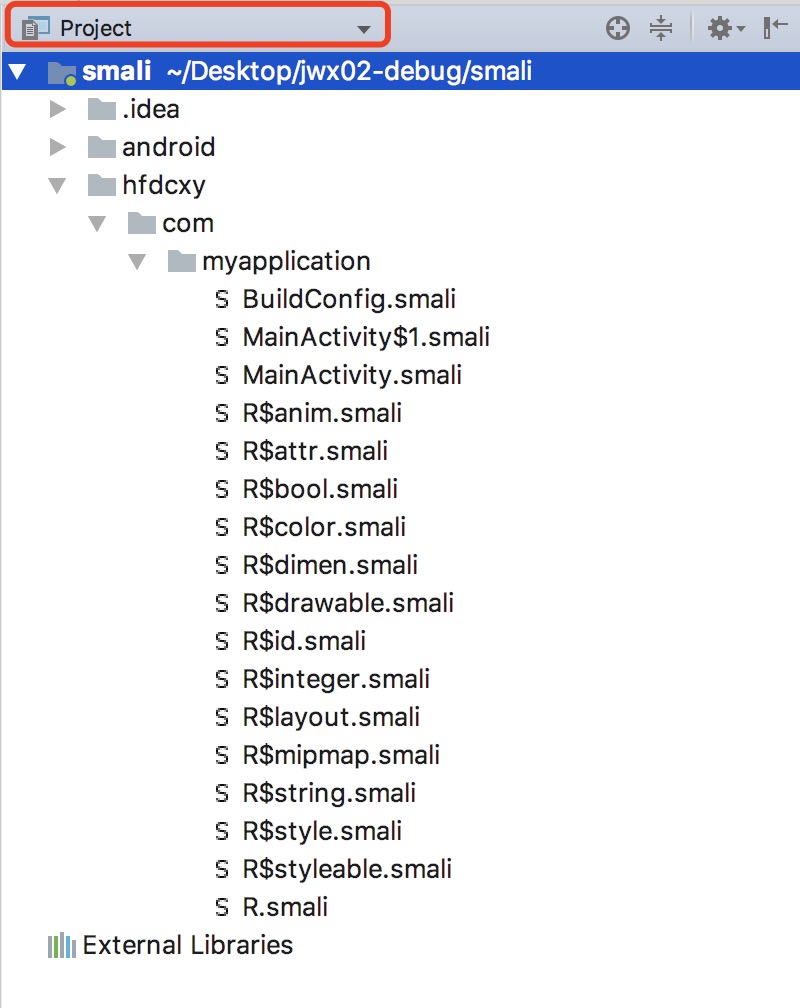 Project
smali ~/Desktop/jwx02-debug/smali
.idea
android
hfdcxy
com
myapplication
BuildConfig.smali
MainActivity$1.smali
MainActivity.smali
R$anim.smali
R$attr.smali
R$bool.smali
R$color.smali
R$dimen.smali
R$drawable.smali
R$id.smali
R$integer.smali
R$layout.smali
R$mipmap.smali
R$string.smali
R$style.smali
R$styleable.smali
R.smali
External Libraries